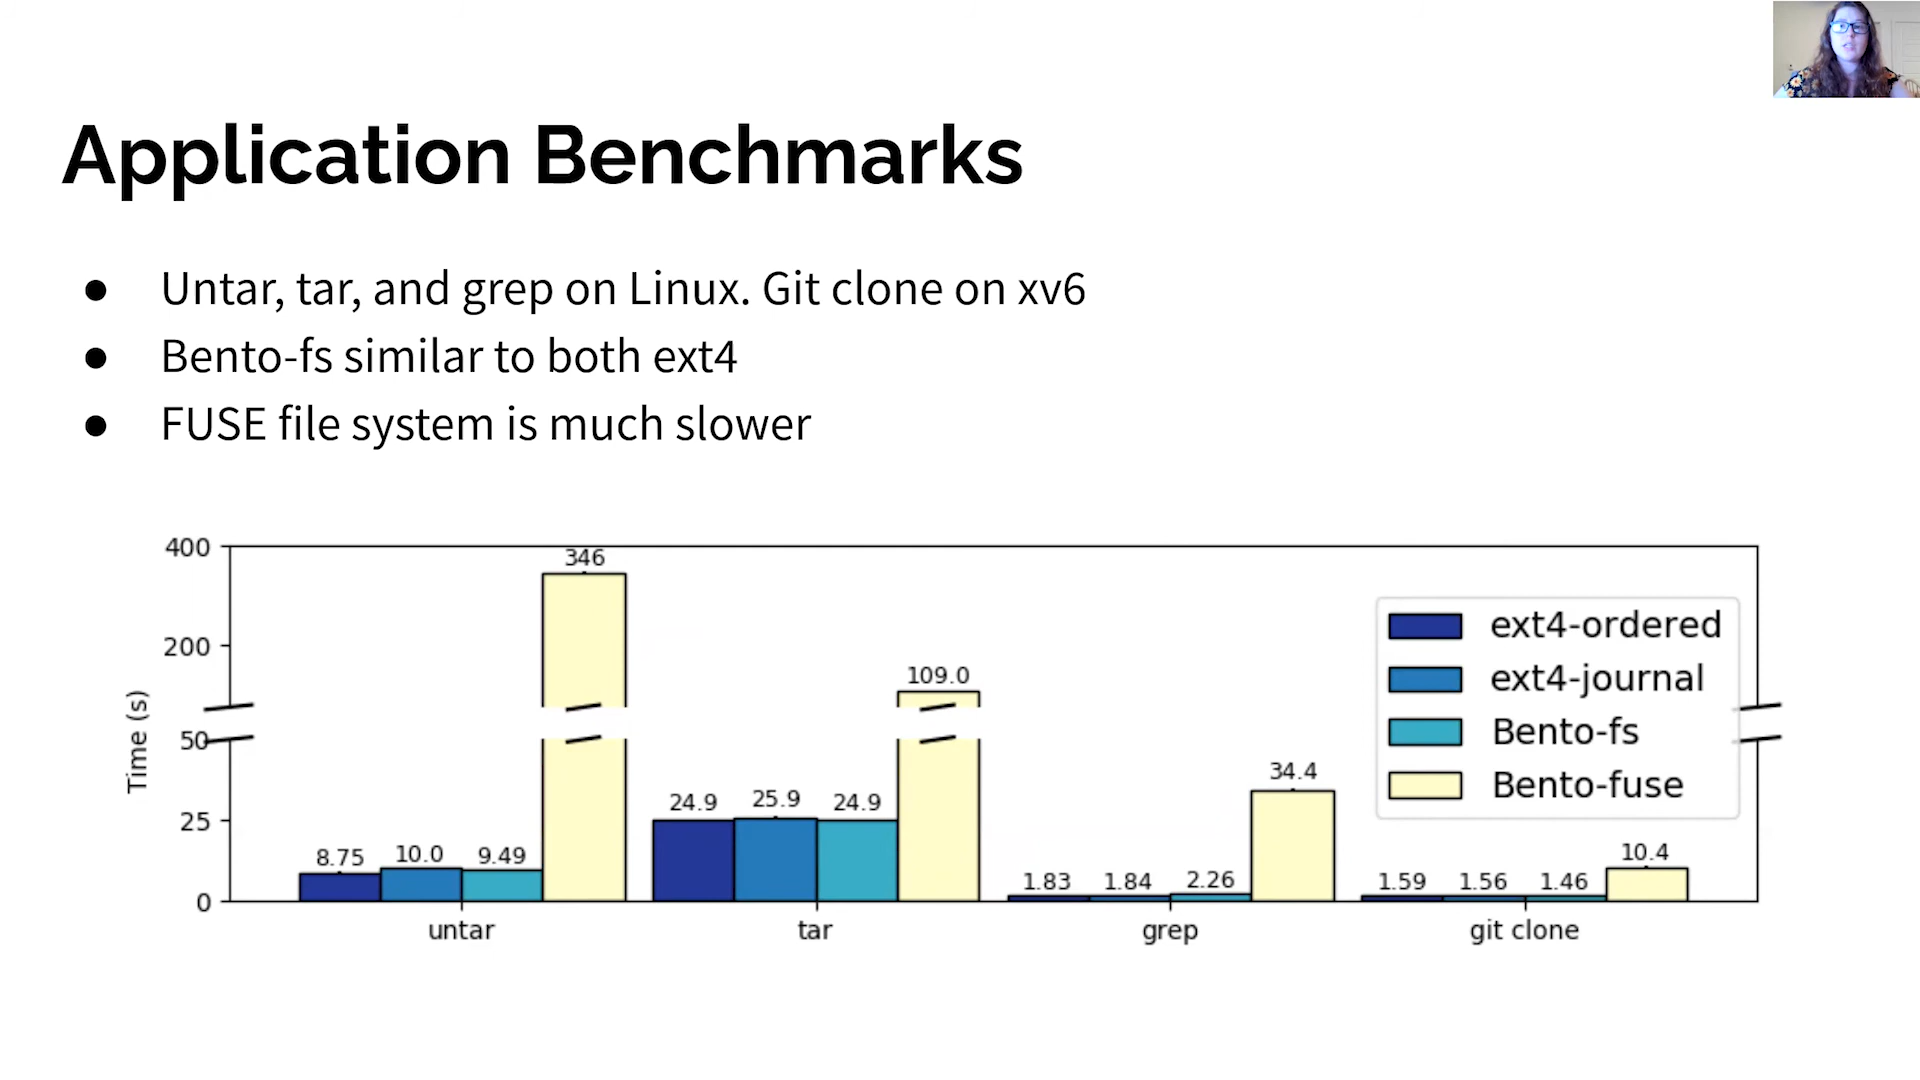 Application Benchmarks
● Untar, tar, and grep on Linux. Git clone on xv6
● Bento-fs similar to both ext4
● FUSE file system is much slower
Time (s)
400
200
50
25
0
8.75 10.0 9.49 346
24.9 25.9 24.9 109.0
1.83 1.84 2.26 34.4
1.59 1.56 1.46 10.4
untar tar grep git clone
ext4-ordered
ext4-journal
Bento-fs
Bento-fuse